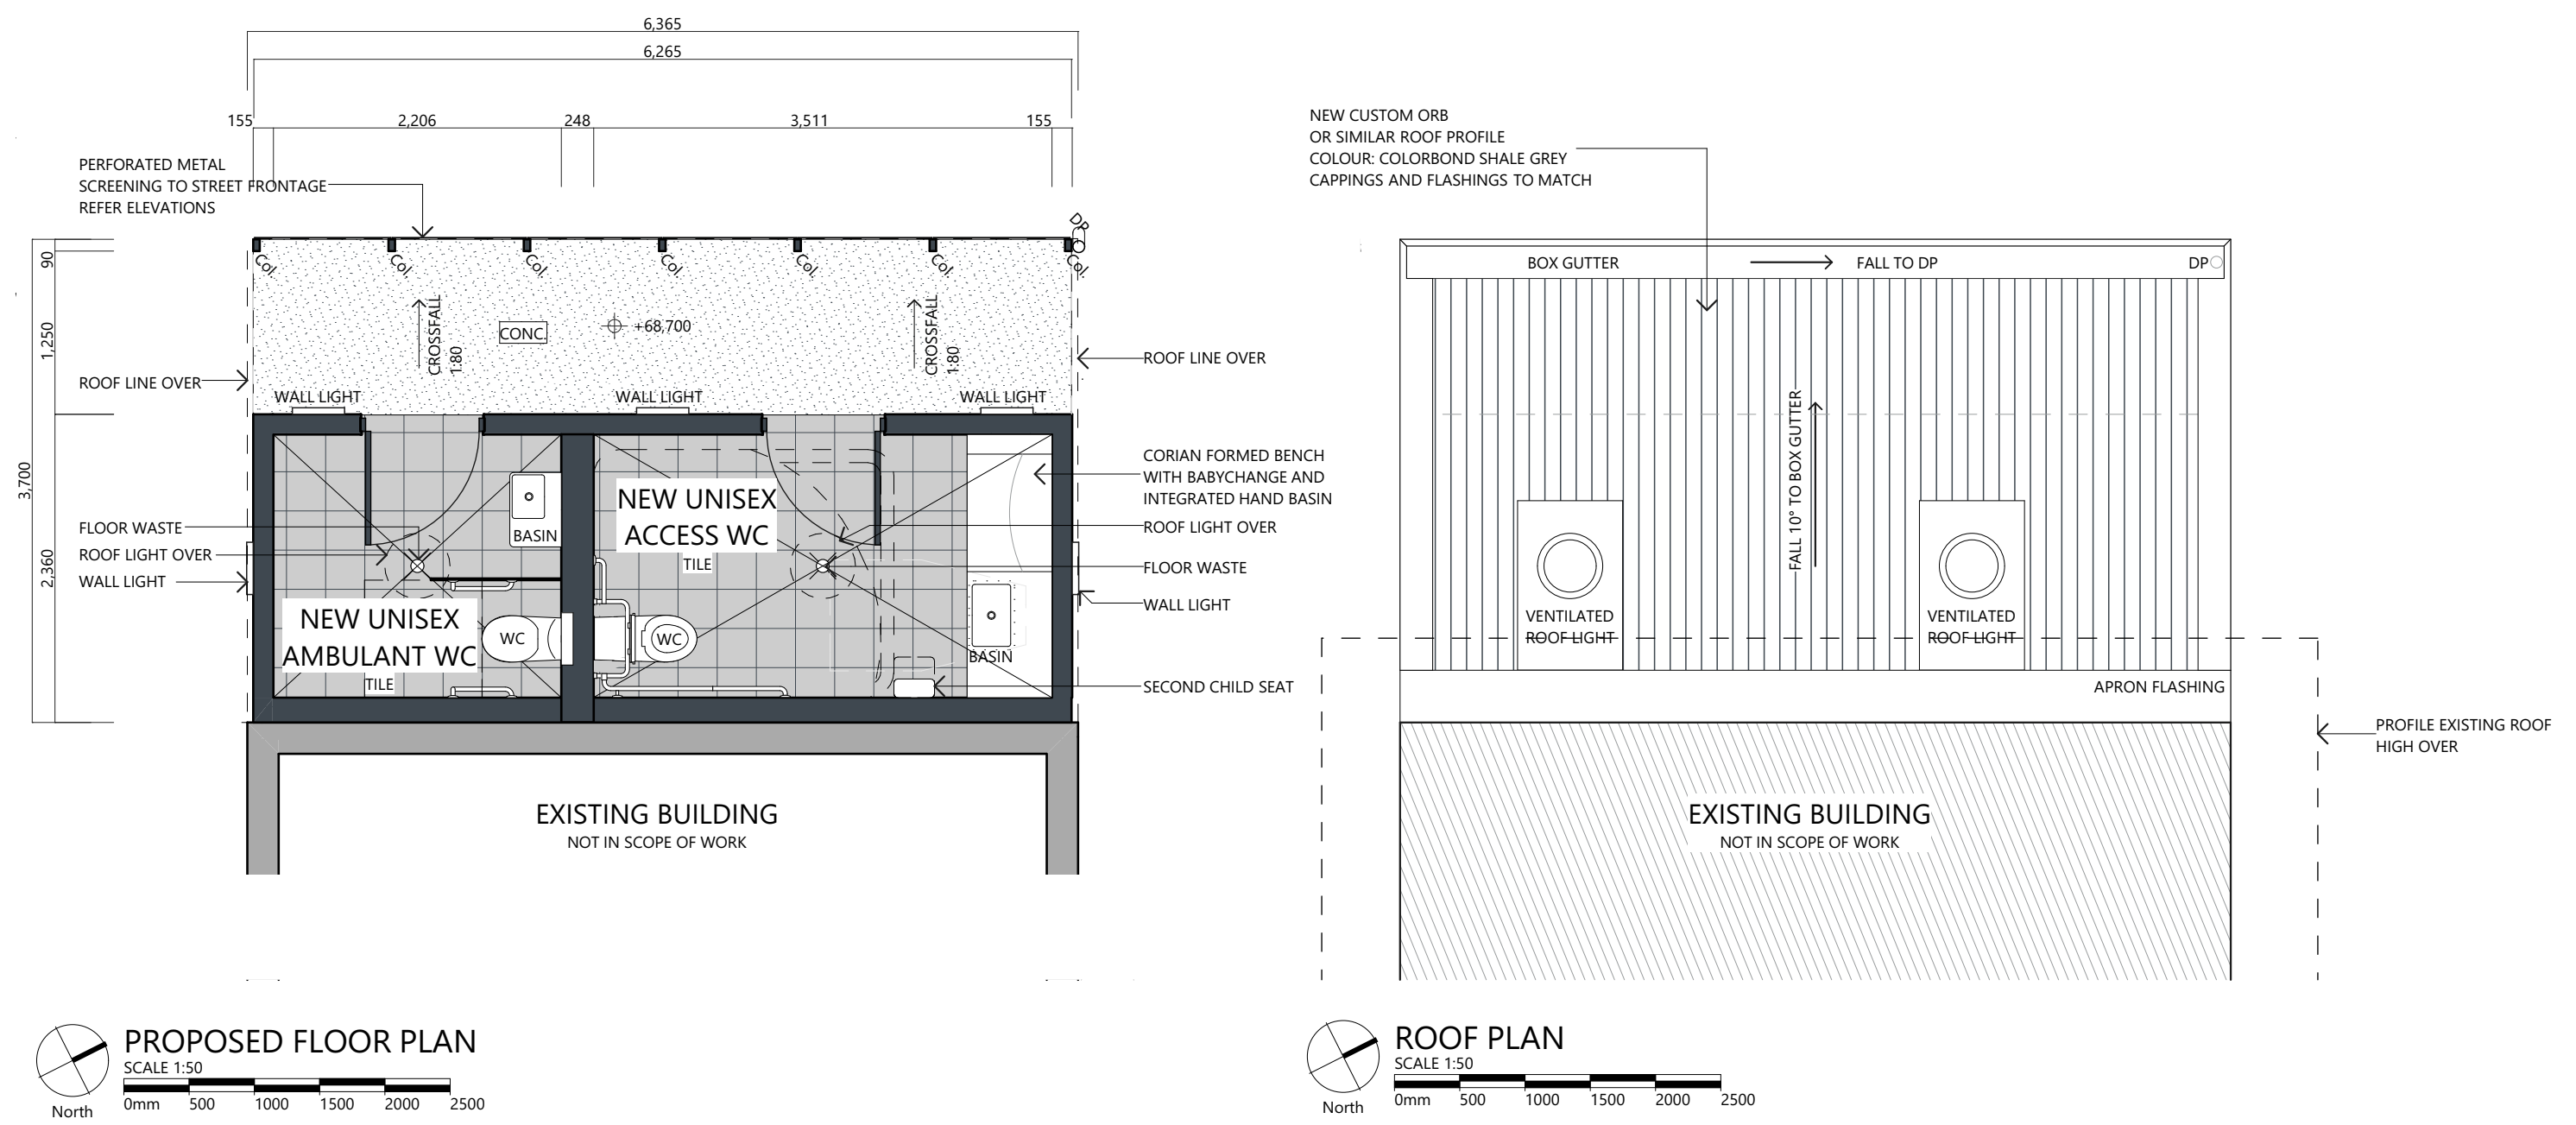 6,365
6,265
155
2,206
248
3,511
155
PERFORATED METAL
SCREENING TO STREET FRONTAGE
REFER ELEVATIONS
DP
90
1,250
2,360
3,700
Col.
Col.
Col.
Col.
Col.
Col.
Col.
CROSSFALL
1:80
CONC.
+68,700
CROSSFALL
1:80
ROOF LINE OVER
ROOF LINE OVER
WALL LIGHT
WALL LIGHT
WALL LIGHT
FLOOR WASTE
ROOF LIGHT OVER
WALL LIGHT
BASIN
NEW UNISEX
AMBULANT WC
TILE
WC
NEW UNISEX
ACCESS WC
TILE
WC
BASIN
CORIAN FORMED BENCH
WITH BABYCHANGE AND
INTEGRATED HAND BASIN
ROOF LIGHT OVER
FLOOR WASTE
WALL LIGHT
SECOND CHILD SEAT
EXISTING BUILDING
NOT IN SCOPE OF WORK
North
PROPOSED FLOOR PLAN
SCALE 1:50
0mm 500 1000 1500 2000 2500
NEW CUSTOM ORB
OR SIMILAR ROOF PROFILE
COLOUR: COLORBOND SHALE GREY
CAPPINGS AND FLASHINGS TO MATCH
BOX GUTTER
FALL TO DP
DP
FALL 10° TO BOX GUTTER
VENTILATED
ROOF LIGHT
VENTILATED
ROOF LIGHT
APRON FLASHING
PROFILE EXISTING ROOF
HIGH OVER
EXISTING BUILDING
NOT IN SCOPE OF WORK
North
ROOF PLAN
SCALE 1:50
0mm 500 1000 1500 2000 2500